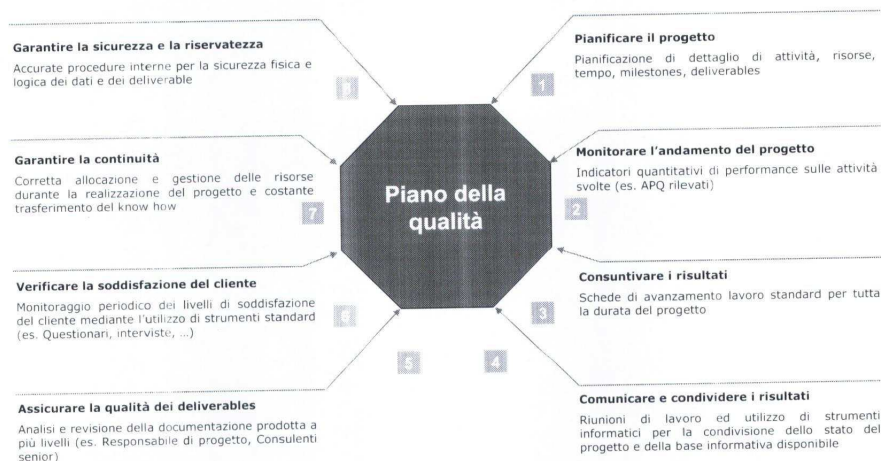 Pianificare il progetto
Pianificazione di dettaglio di attività, risorse,
tempo, milestones, deliverables
1
Monitorare l'andamento del progetto
Indicatori quantitativi di performance sulle attività
svolte (es. APQ rilevati)
2
Consuntivare i risultati
Schede di avanzamento lavoro standard per tutta
la durata del progetto
3
Comunicare e condividere i risultati
Riunioni di lavoro ed utilizzo di strumenti
informatici per la condivisione dello stato del
progetto e della base informativa disponibile
4
Assicurare la qualità dei deliverables
Analisi e revisione della documentazione prodotta a
più livelli (es. Responsabile di progetto, Consulenti
senior)
5
Verificare la soddisfazione del cliente
Monitoraggio periodico dei livelli di soddisfazione
del cliente mediante l'utilizzo di strumenti standard
(es. Questionari, interviste, ...)
6
Garantire la continuità
Corretta allocazione e gestione delle risorse
durante la realizzazione del progetto e costante
trasferimento del know how
7
Garantire la sicurezza e la riservatezza
Accurate procedure interne per la sicurezza fisica e
logica dei dati e dei deliverable
8
Piano della
qualità